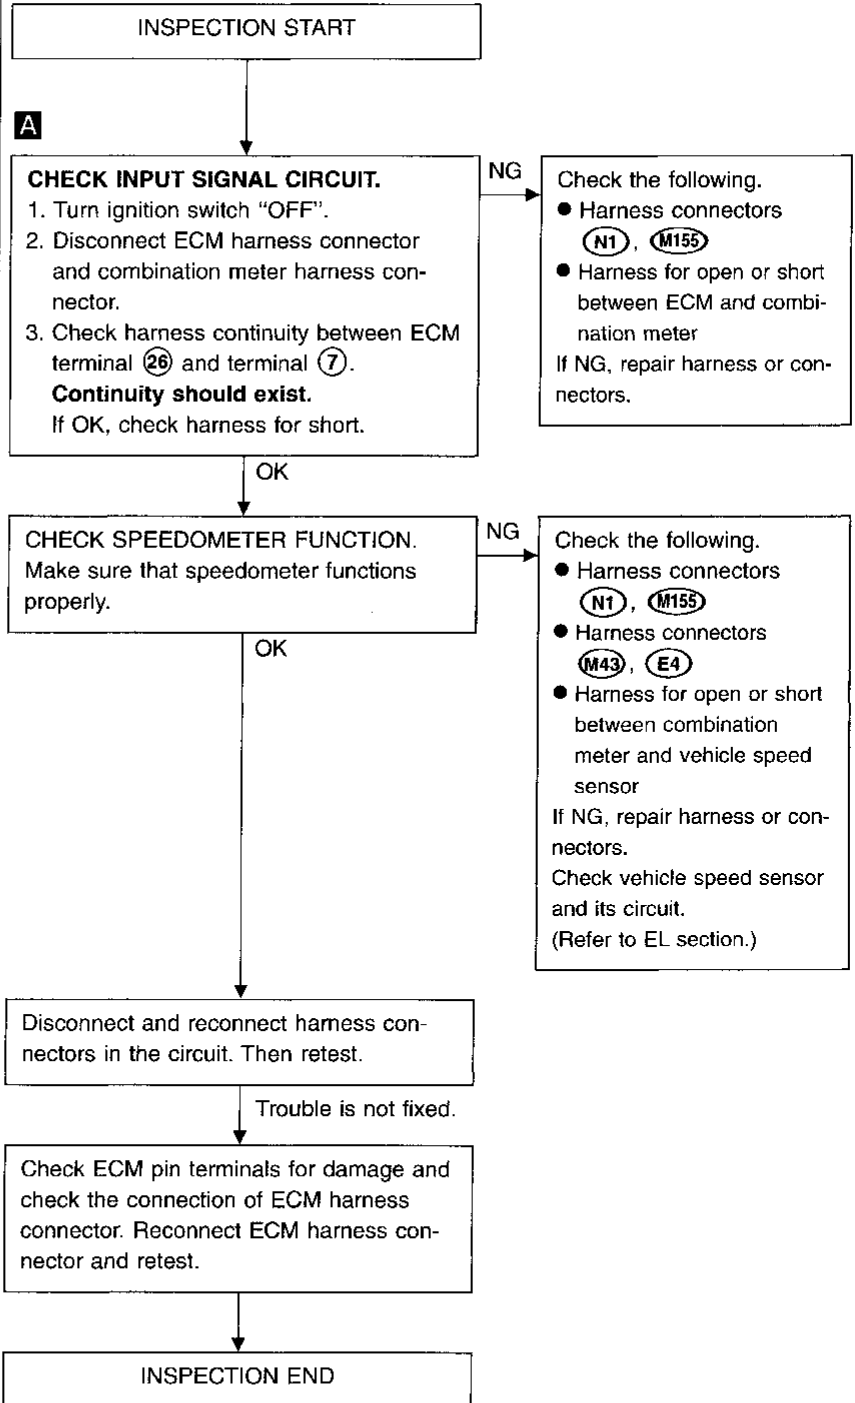 INSPECTION START
A
CHECK INPUT SIGNAL CIRCUIT.
1. Turn ignition switch “OFF”.
2. Disconnect ECM harness connector
and combination meter harness con-
nector.
3. Check harness continuity between ECM
terminal 26 and terminal 7.
Continuity should exist.
If OK, check harness for short.
NG
Check the following.
● Harness connectors
N1, M155
● Harness for open or short
between ECM and combi-
nation meter
If NG, repair harness or con-
nectors.
OK
CHECK SPEEDOMETER FUNCTION.
Make sure that speedometer functions
properly.
NG
Check the following.
● Harness connectors
N1, M155
● Harness connectors
M43, E4
● Harness for open or short
between combination
meter and vehicle speed
sensor
If NG, repair harness or con-
nectors.
Check vehicle speed sensor
and its circuit.
(Refer to EL section.)
OK
Disconnect and reconnect harness con-
nectors in the circuit. Then retest.
Trouble is not fixed.
Check ECM pin terminals for damage and
check the connection of ECM harness
connector. Reconnect ECM harness con-
nector and retest.
INSPECTION END